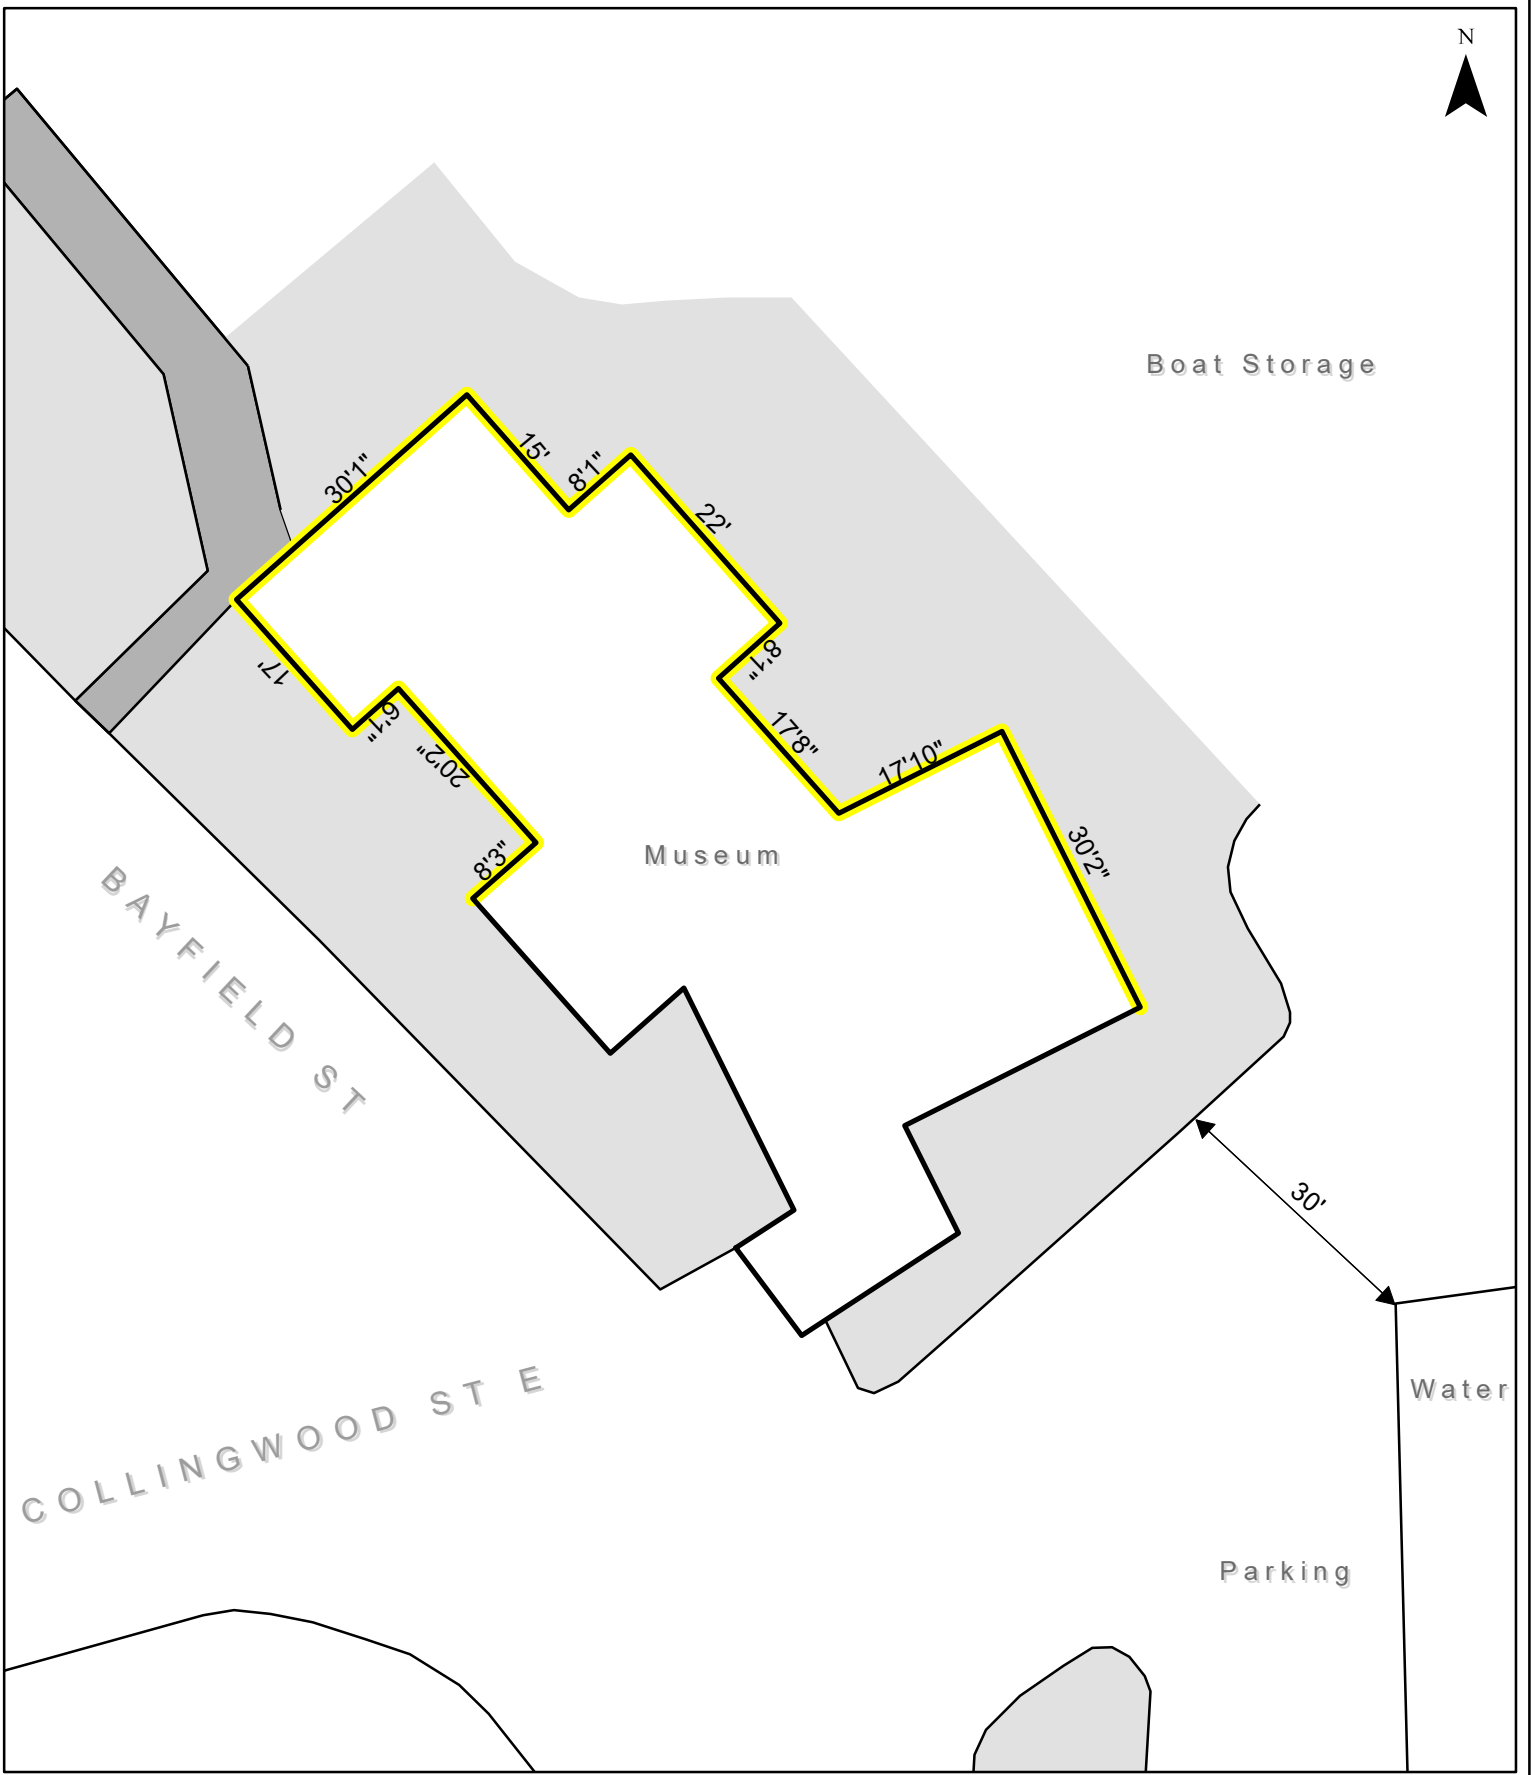 N
Boat Storage
30'1"
15'
8'1"
22'
8'1"
17'
6'1"
20'2"
17'8"
17'10"
8'3"
Museum
30'2"
BAYFIELD ST
30'
COLLINGWOOD ST E
Water
Parking